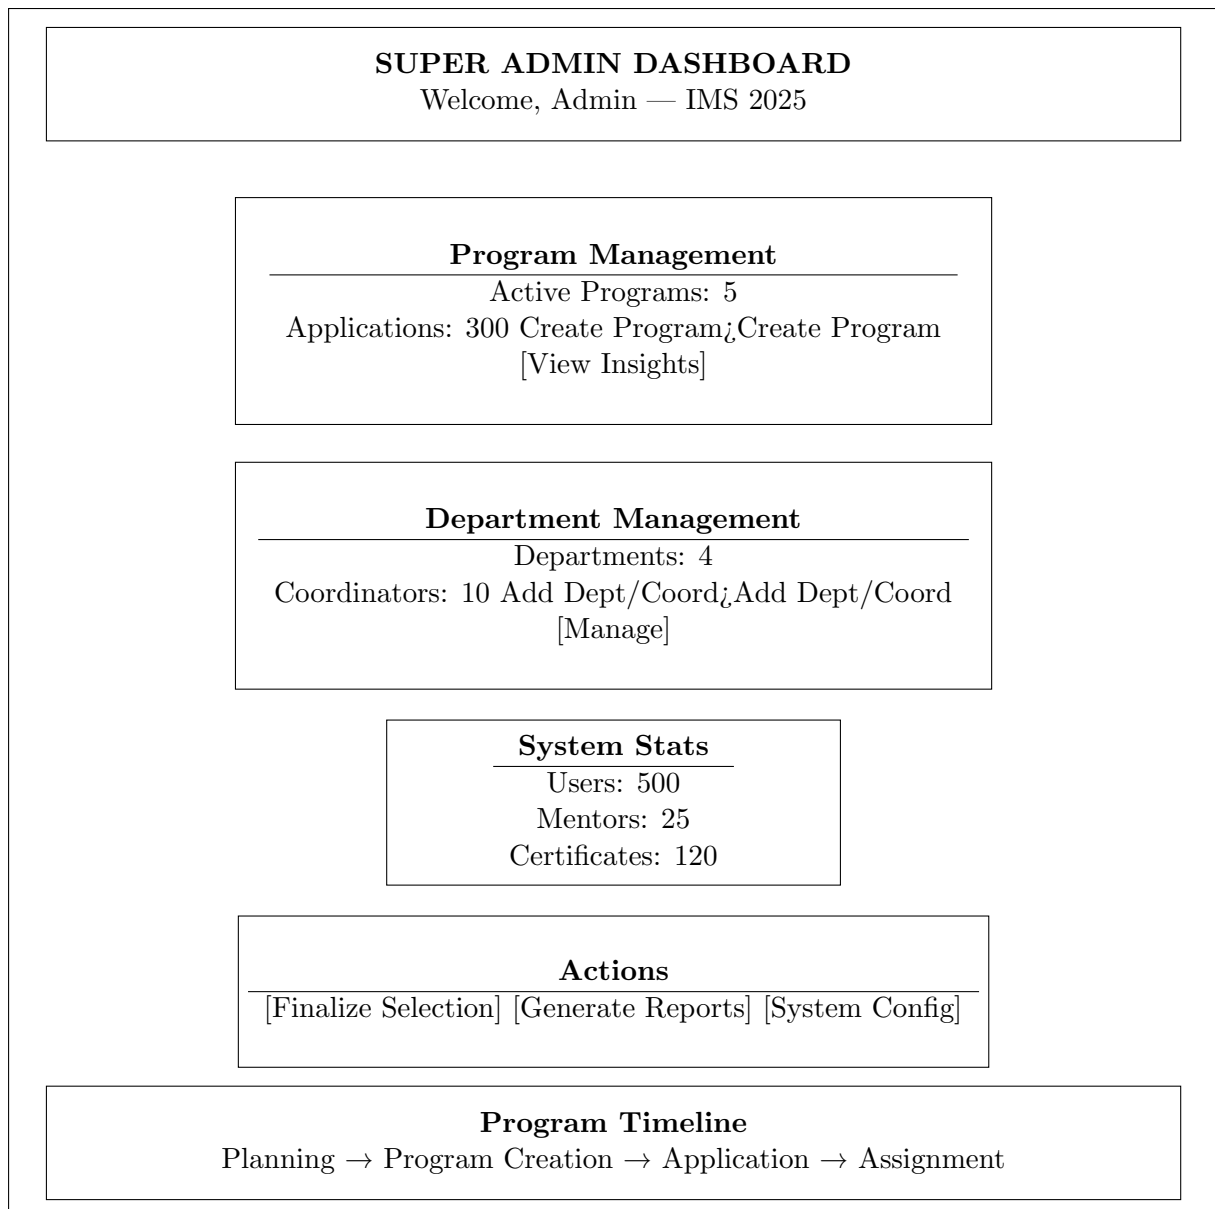 SUPER ADMIN DASHBOARD
Welcome, Admin — IMS 2025
Program Management
Active Programs: 5
Applications: 300 Create Program¿Create Program
[View Insights]
Department Management
Departments: 4
Coordinators: 10 Add Dept/Coord¿Add Dept/Coord
[Manage]
System Stats
Users: 500
Mentors: 25
Certificates: 120
Actions
[Finalize Selection] [Generate Reports] [System Config]
Program Timeline
Planning → Program Creation → Application → Assignment